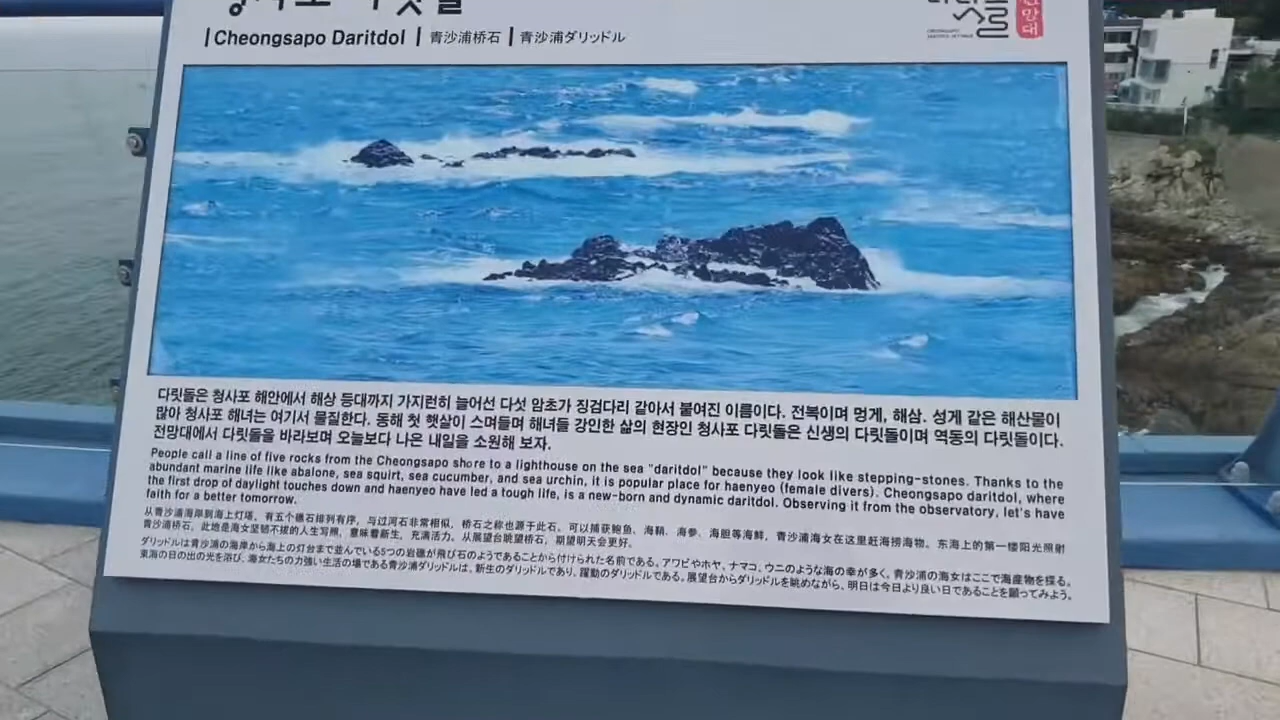 Cheongsapo Daritdol | 青沙浦桥石 | 青沙浦ダリッドル
다릿돌은 청사포 해안에서 해상 등대까지 가지런히 늘어선 다섯 암초가 징검다리 같아서 붙여진 이름이다. 전복이며 멍게, 해삼. 성게 같은 해산물이
많아 청사포 해녀는 여기서 물질한다. 동해 첫 햇살이 스며들며 해녀들 강인한 삶의 현장인 청사포 다릿돌은 신생의 다릿돌이며 역동의 다릿돌이다.
전망대에서 다릿돌을 바라보며 오늘보다 나은 내일을 소원해 보자.
People call a line of five rocks from the Cheongsapo shore to a lighthouse on the sea "daritdol" because they look like stepping-stones. Thanks to the
abundant marine life like abalone, sea squirt, sea cucumber, and sea urchin, it is popular place for haenyeo (female divers). Cheongsapo daritdol, where
the first drop of daylight touches down and haenyeo have led a tough life, is a new-born and dynamic daritdol. Observing it from the observatory, let's have
faith for a better tomorrow.
从青沙浦海岸到海上灯塔，有五个礁石排列有序，与过河石非常相似，桥石之称也源于此石。可以捕获鲍鱼、海鞘、海参、海胆等海鲜，青沙浦海女在这里赶海捞海物。东海上的第一缕阳光照射
青沙浦桥石，此地是海女坚韧不拔的人生写照，意味着新生，充满活力。从展望台眺望桥石，期望明天会更好。
ダリッドルは青沙浦の海岸から海上の灯台まで並んでいる5つの岩礁が飛び石のようであることから付けられた名前である。アワビやホヤ、ナマコ、ウニのような海の幸が多く、青沙浦の海女はここで海産物を採る。
東海の日の出の光を浴び、海女たちの力強い生活の場である青沙浦ダリッドルは、新生のダリッドルであり、躍動のダリッドルである。展望台からダリッドルを眺めながら、明日は今日より良い日であることを願ってみよう。